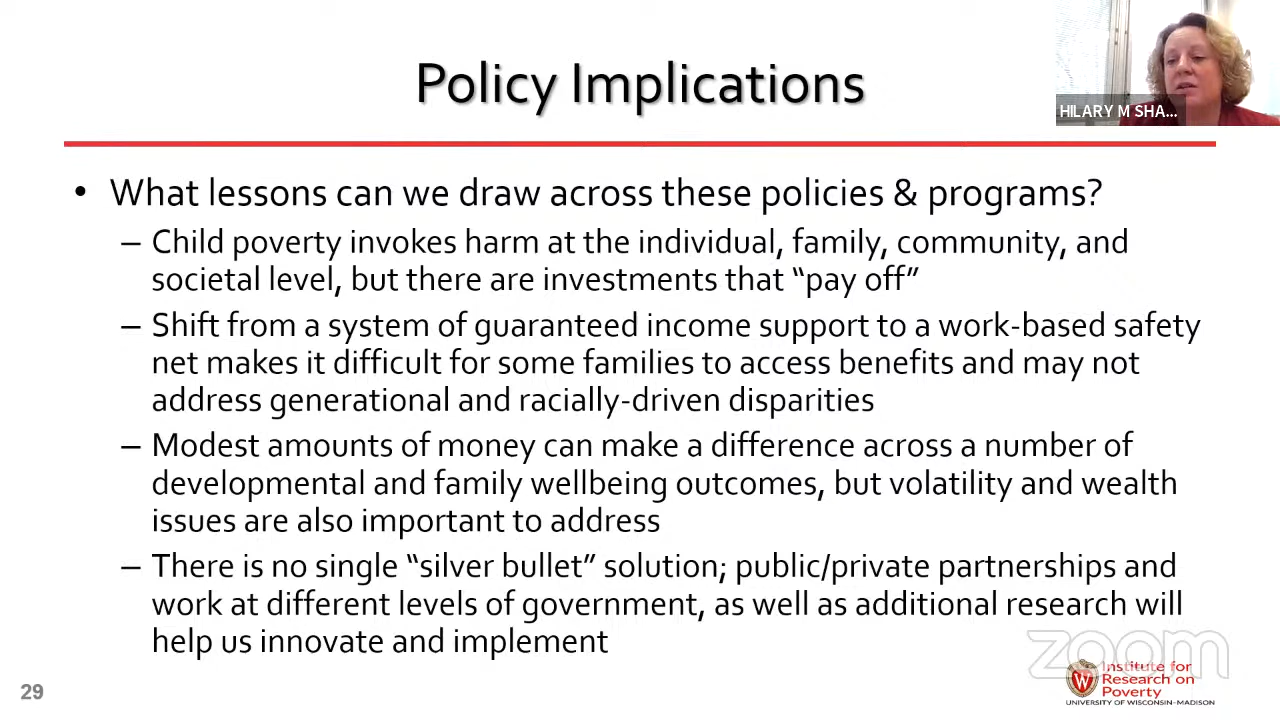 Policy Implications
HILARY M SHA...
• What lessons can we draw across these policies & programs?
– Child poverty invokes harm at the individual, family, community, and
societal level, but there are investments that “pay off”
– Shift from a system of guaranteed income support to a work-based safety
net makes it difficult for some families to access benefits and may not
address generational and racially-driven disparities
– Modest amounts of money can make a difference across a number of
developmental and family wellbeing outcomes, but volatility and wealth
issues are also important to address
– There is no single “silver bullet” solution; public/private partnerships and
work at different levels of government, as well as additional research will
help us innovate and implement
zoom
W
Institute for
Research on
Poverty
UNIVERSITY OF WISCONSIN-MADISON
29